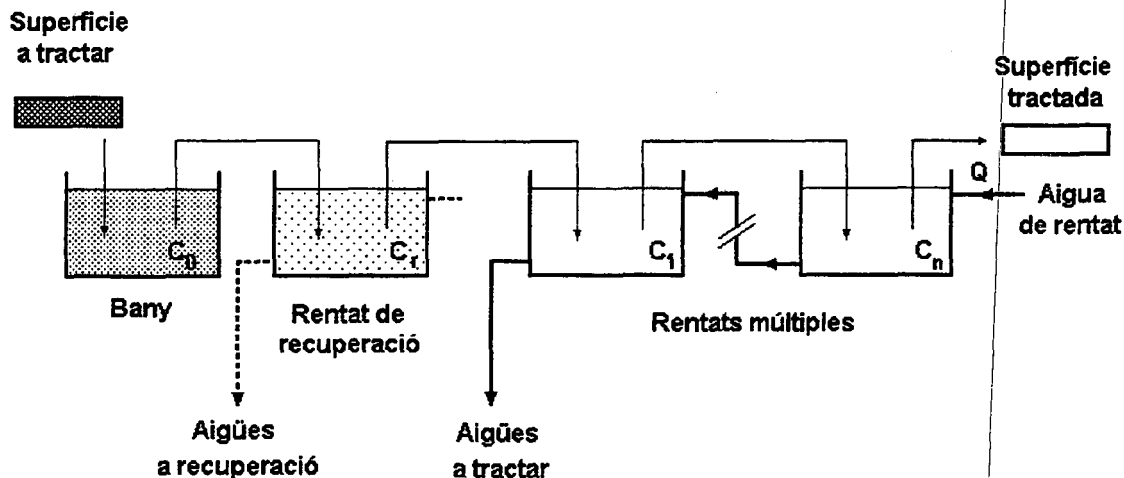 Superficie
a tractar
Superfície
tractada
Q
Aigua
de rentat
C0
Cr
C1
Cn
Bany
Rentat de
recuperació
Rentats múltiples
Aigües
a recuperació
Aigües
a tractar